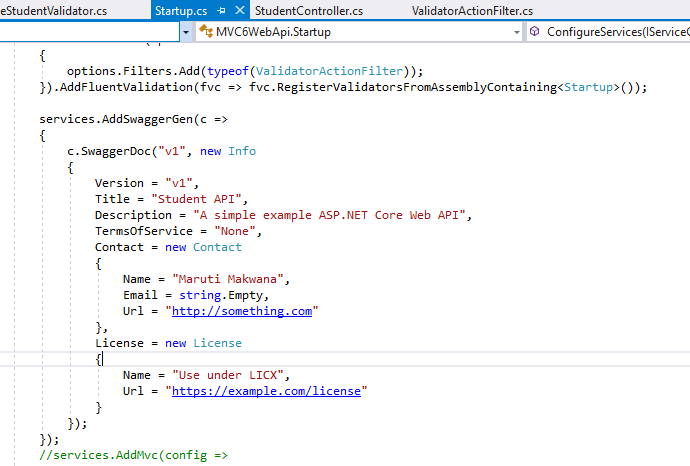 eStudentValidator.cs Startup.cs StudentController.cs ValidatorActionFilter.cs
MVC6WebApi.Startup ConfigureServices(IServiceC
{
options.Filters.Add(typeof(ValidatorActionFilter));
}).AddFluentValidation(fvc => fvc.RegisterValidatorsFromAssemblyContaining<Startup>());
services.AddSwaggerGen(c =>
{
c.SwaggerDoc("v1", new Info
{
Version = "v1",
Title = "Student API",
Description = "A simple example ASP.NET Core Web API",
TermsOfService = "None",
Contact = new Contact
{
Name = "Maruti Makwana",
Email = string.Empty,
Url = "http://something.com"
},
License = new License
{
Name = "Use under LICX",
Url = "https://example.com/license"
}
});
});
//services.AddMvc(config =>